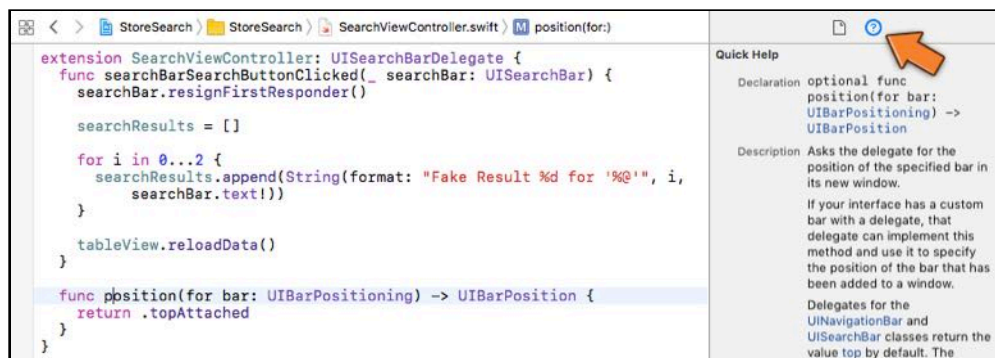 StoreSearch StoreSearch SearchViewController.swift M position(for:)
extension SearchViewController: UISearchBarDelegate {
func searchBarSearchButtonClicked(_ searchBar: UISearchBar) {
searchBar.resignFirstResponder()
searchResults = []
for i in 0...2 {
searchResults.append(String(format: "Fake Result %d for '%@'", i,
searchBar.text!))
}
tableView.reloadData()
}
func position(for bar: UIBarPositioning) -> UIBarPosition {
return .topAttached
}
}
Quick Help
Declaration optional func
position(for bar:
UIBarPositioning) ->
UIBarPosition
Description Asks the delegate for the
position of the specified bar in
its new window.
If your interface has a custom
bar with a delegate, that
delegate can implement this
method and use it to specify
the position of the bar that has
been added to a window.
Delegates for the
UINavigationBar and
UISearchBar classes return the
value top by default. The